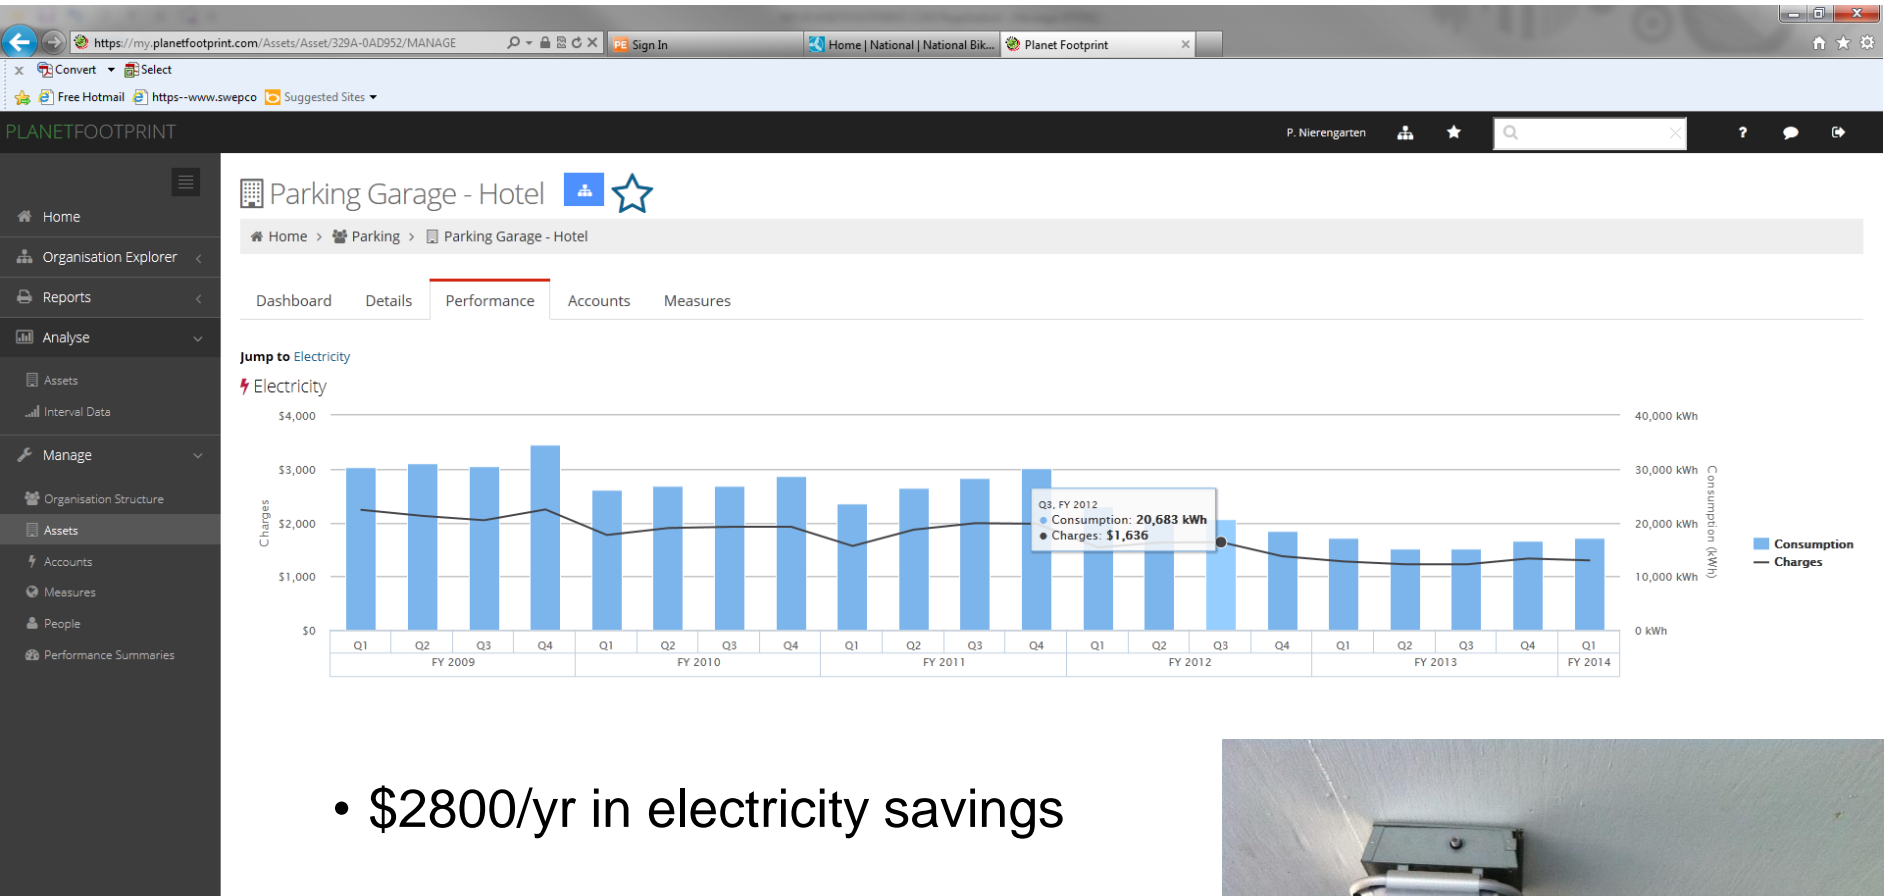 https://my.planetfootprint.com/Assets/Asset/329A-0AD952/MANAGE
PE Sign In
Home | National | National Bik...
Planet Footprint
x Convert Select
Free Hotmail https--www.swepco Suggested Sites
PLANETFOOTPRINT
P. Nierengarten
?
Parking Garage - Hotel
Home
Home > Parking > Parking Garage - Hotel
Organisation Explorer
Reports
Dashboard Details Performance Accounts Measures
Analyse
Jump to Electricity
Assets
Electricity
Interval Data
Manage
Organisation Structure
Assets
Accounts
Measures
People
Performance Summaries
$4,000
$3,000
$2,000
$1,000
$0
Charges
40,000 kWh
30,000 kWh
20,000 kWh
10,000 kWh
0 kWh
Consumption (kWh)
Q3, FY 2012
Consumption: 20,683 kWh
Charges: $1,636
Consumption
Charges
Q1 Q2 Q3 Q4 Q1 Q2 Q3 Q4 Q1 Q2 Q3 Q4 Q1 Q2 Q3 Q4 Q1 Q2 Q3 Q4 Q1
FY 2009 FY 2010 FY 2011 FY 2012 FY 2013 FY 2014
• $2800/yr in electricity savings